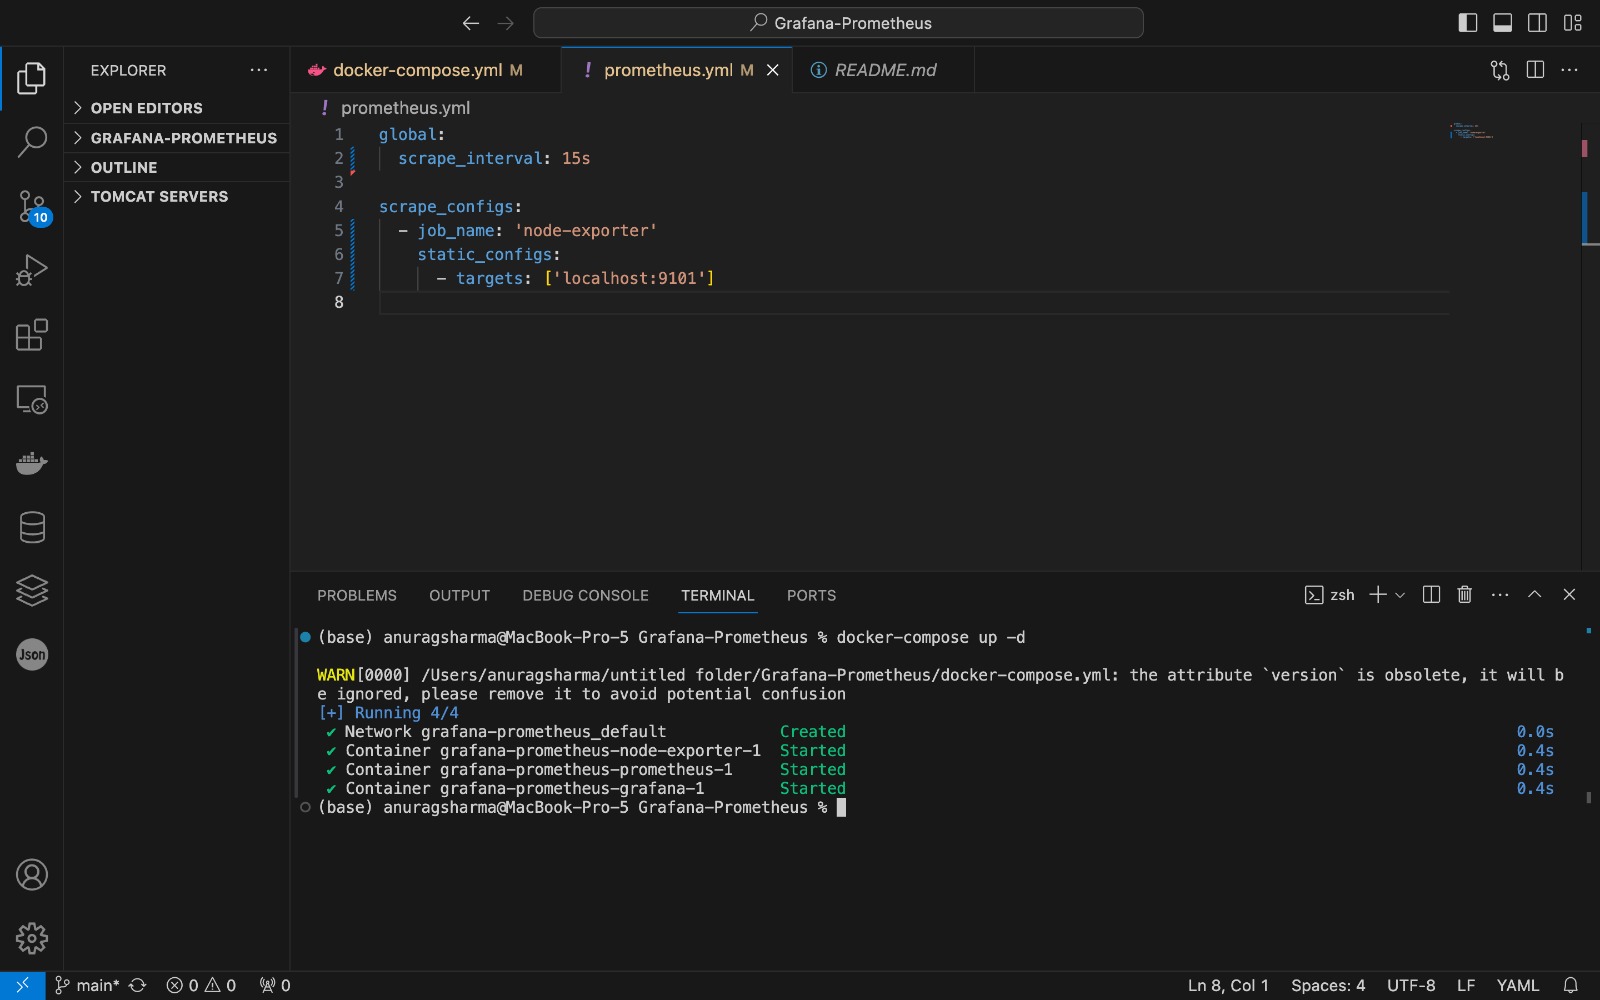 Grafana-Prometheus
EXPLORER
OPEN EDITORS
GRAFANA-PROMETHEUS
OUTLINE
TOMCAT SERVERS
10
Json
docker-compose.yml M
! prometheus.yml M
README.md
! prometheus.yml
1 global:
2 scrape_interval: 15s
3
4 scrape_configs:
5 - job_name: 'node-exporter'
6 static_configs:
7 - targets: ['localhost:9101']
8
PROBLEMS OUTPUT DEBUG CONSOLE TERMINAL PORTS
zsh
(base) anuragsharma@MacBook-Pro-5 Grafana-Prometheus % docker-compose up -d
WARN[0000] /Users/anuragsharma/untitled folder/Grafana-Prometheus/docker-compose.yml: the attribute `version` is obsolete, it will b
e ignored, please remove it to avoid potential confusion
[+] Running 4/4
✔ Network grafana-prometheus_default Created 0.0s
✔ Container grafana-prometheus-node-exporter-1 Started 0.4s
✔ Container grafana-prometheus-prometheus-1 Started 0.4s
✔ Container grafana-prometheus-grafana-1 Started 0.4s
(base) anuragsharma@MacBook-Pro-5 Grafana-Prometheus %
main* 0 0 0 Ln 8, Col 1 Spaces: 4 UTF-8 LF YAML